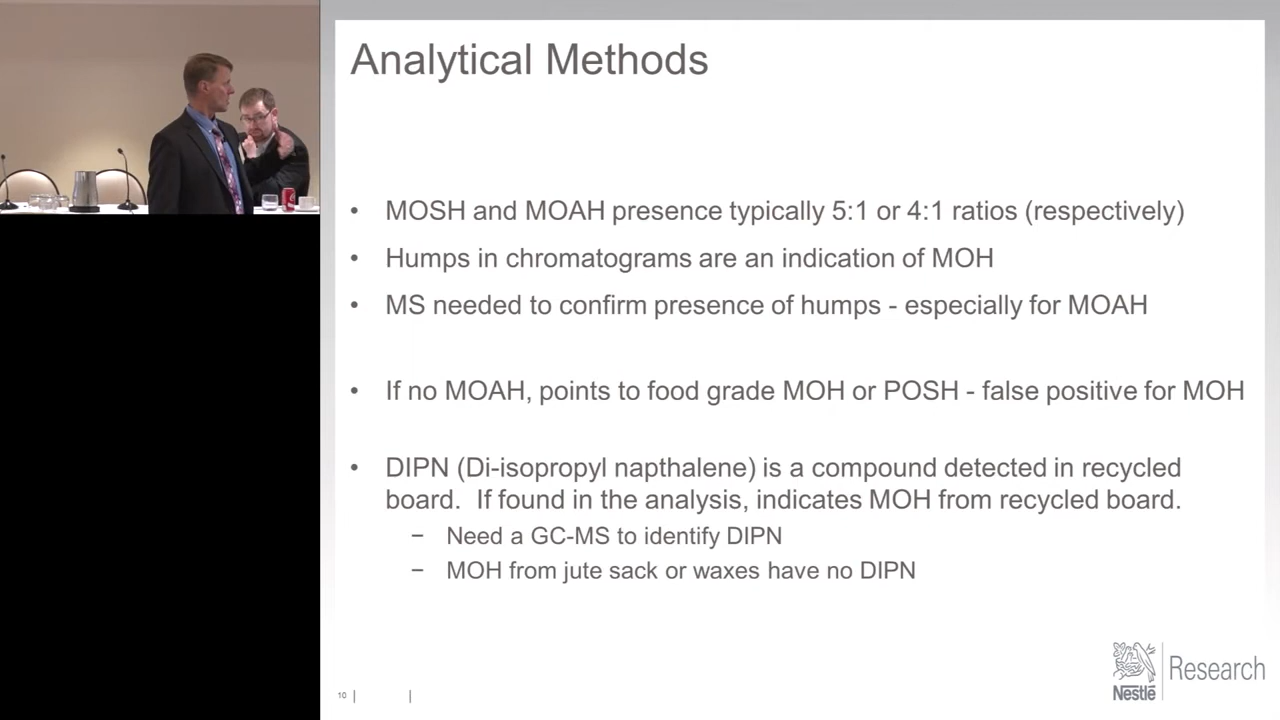 Analytical Methods
• MOSH and MOAH presence typically 5:1 or 4:1 ratios (respectively)
• Humps in chromatograms are an indication of MOH
• MS needed to confirm presence of humps - especially for MOAH
• If no MOAH, points to food grade MOH or POSH - false positive for MOH
• DIPN (Di-isopropyl napthalene) is a compound detected in recycled
board.  If found in the analysis, indicates MOH from recycled board.
− Need a GC-MS to identify DIPN
− MOH from jute sack or waxes have no DIPN
10 | |
Nestlé Research